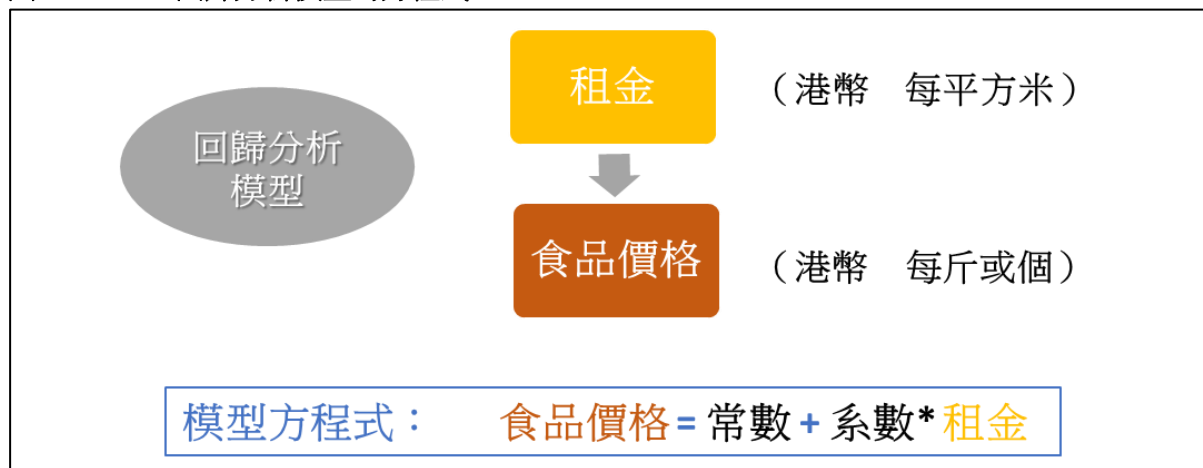 租金
（港幣　每平方米）
回歸分析
模型
食品價格
（港幣　每斤或個）
模型方程式：　食品價格 = 常數 + 系數*租金